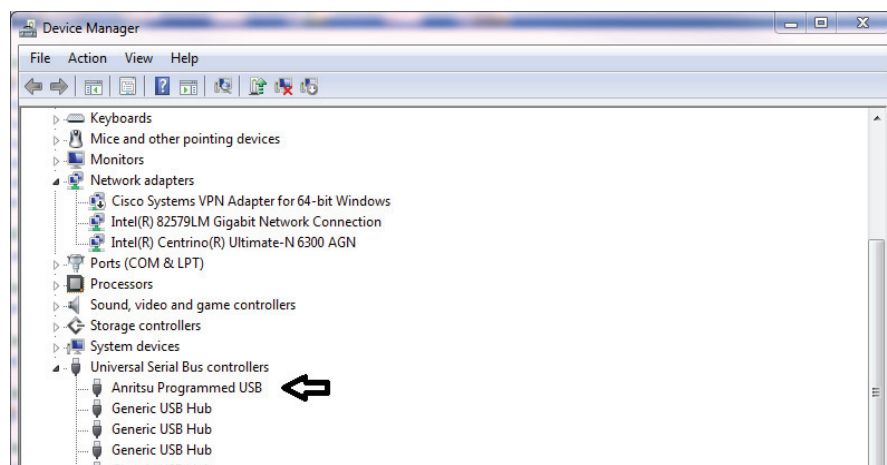 Device Manager
File Action View Help
Keyboards
Mice and other pointing devices
Monitors
Network adapters
Cisco Systems VPN Adapter for 64-bit Windows
Intel(R) 82579LM Gigabit Network Connection
Intel(R) Centrino(R) Ultimate-N 6300 AGN
Ports (COM & LPT)
Processors
Sound, video and game controllers
Storage controllers
System devices
Universal Serial Bus controllers
Anritsu Programmed USB
Generic USB Hub
Generic USB Hub
Generic USB Hub